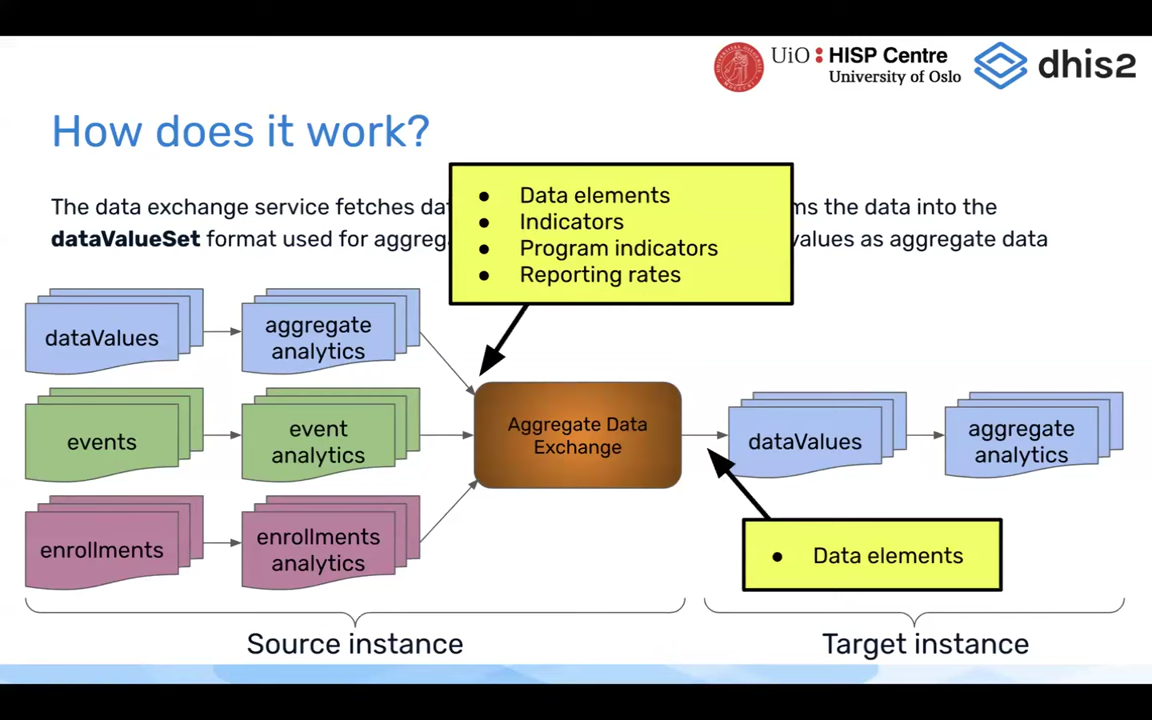 UiO : HISP Centre
University of Oslo
dhis2
How does it work?
The data exchange service fetches ms the data into the
dataValueSet format used for values as aggregate data
Data elements
Indicators
Program indicators
Reporting rates
dataValues
aggregate
analytics
events
event
analytics
enrollments
enrollments
analytics
Aggregate Data
Exchange
dataValues
aggregate
analytics
Data elements
Source instance
Target instance